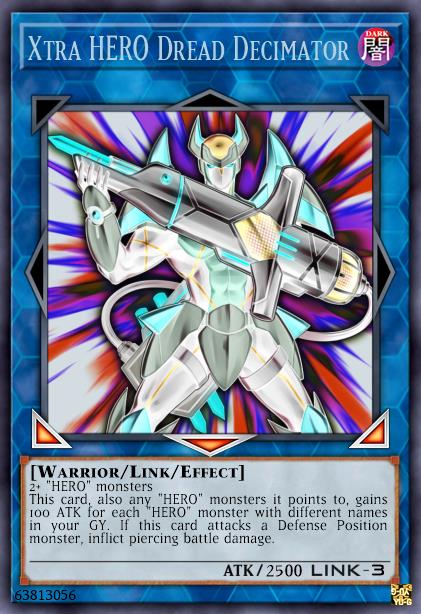 Xtra HERO Dread Decimator
DARK
闇
X
[Warrior/Link/Effect]
2+ "HERO" monsters
This card, also any "HERO" monsters it points to, gains
100 ATK for each "HERO" monster with different names
in your GY. If this card attacks a Defense Position
monster, inflict piercing battle damage.
ATK/2500 LINK-3
63813056